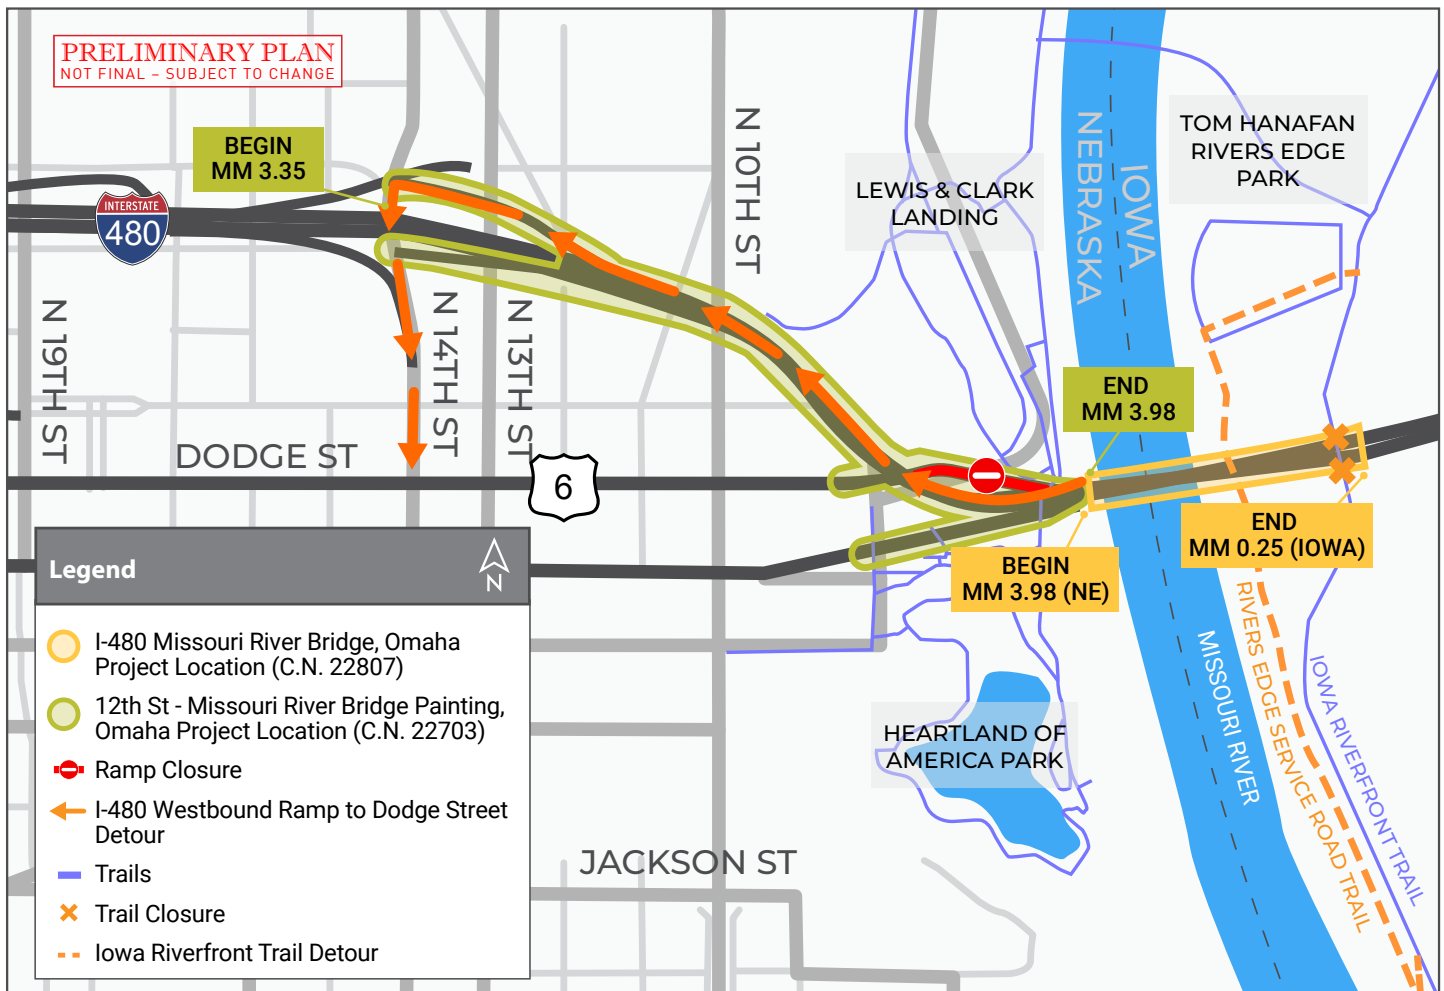 PRELIMINARY PLAN
NOT FINAL – SUBJECT TO CHANGE
BEGIN
MM 3.35
INTERSTATE
480
N 19TH ST
N 14TH ST
N 13TH ST
N 10TH ST
LEWIS & CLARK
LANDING
NEBRASKA
IOWA
TOM HANAFAN
RIVERS EDGE
PARK
END
MM 3.98
DODGE ST
6
END
MM 0.25 (IOWA)
BEGIN
MM 3.98 (NE)
MISSOURI RIVER
RIVERS EDGE SERVICE ROAD TRAIL
IOWA RIVERFRONT TRAIL
HEARTLAND OF
AMERICA PARK
JACKSON ST
Legend
N
I-480 Missouri River Bridge, Omaha
Project Location (C.N. 22807)
12th St - Missouri River Bridge Painting,
Omaha Project Location (C.N. 22703)
Ramp Closure
I-480 Westbound Ramp to Dodge Street
Detour
Trails
Trail Closure
Iowa Riverfront Trail Detour